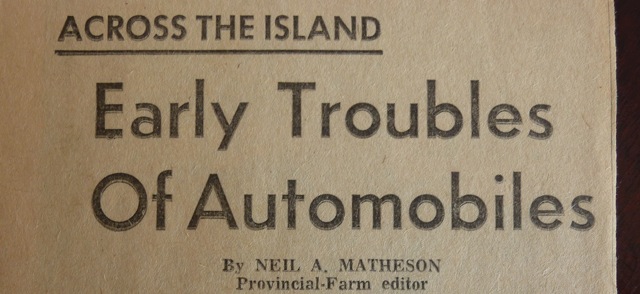 ACROSS THE ISLAND
Early Troubles
Of Automobiles
By NEIL A. MATHESON
Provincial-Farm editor